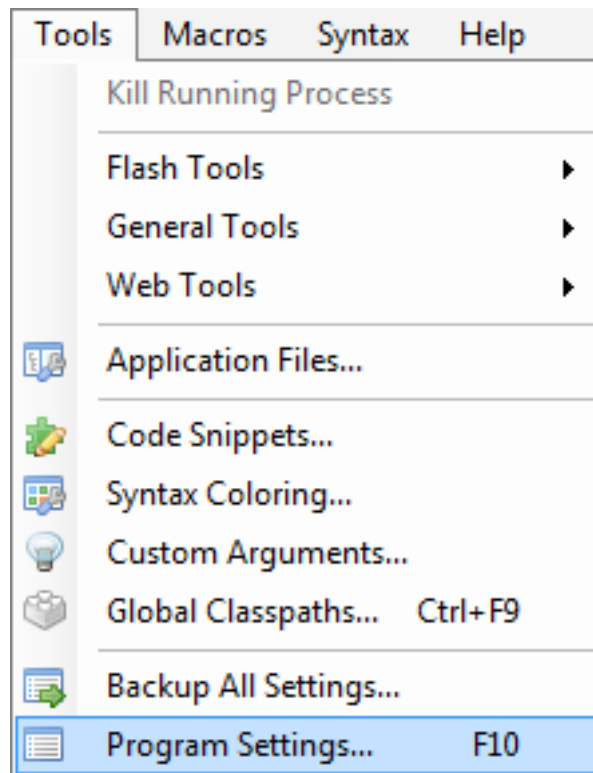 Tools Macros Syntax Help
Kill Running Process
Flash Tools
General Tools
Web Tools
Application Files...
Code Snippets...
Syntax Coloring...
Custom Arguments...
Global Classpaths... Ctrl+F9
Backup All Settings...
Program Settings... F10